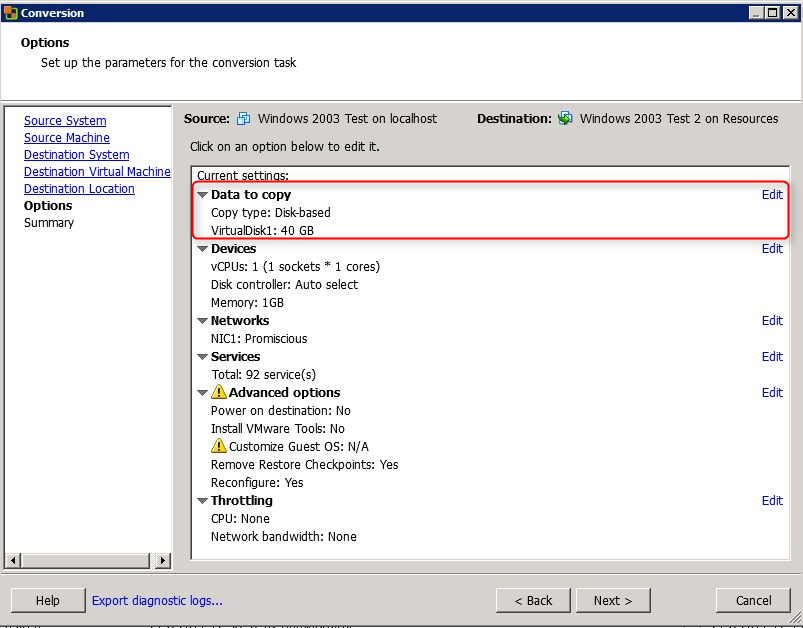 Conversion
Options
Set up the parameters for the conversion task
Source System
Source Machine
Destination System
Destination Virtual Machine
Destination Location
Options
Summary
Source: Windows 2003 Test on localhost Destination: Windows 2003 Test 2 on Resources
Click on an option below to edit it.
Current settings:
Data to copy Edit
Copy type: Disk-based
VirtualDisk1: 40 GB
Devices Edit
vCPUs: 1 (1 sockets * 1 cores)
Disk controller: Auto select
Memory: 1GB
Networks Edit
NIC1: Promiscious
Services Edit
Total: 92 service(s)
Advanced options Edit
Power on destination: No
Install VMware Tools: No
Customize Guest OS: N/A
Remove Restore Checkpoints: Yes
Reconfigure: Yes
Throttling Edit
CPU: None
Network bandwidth: None
Help Export diagnostic logs... < Back Next > Cancel